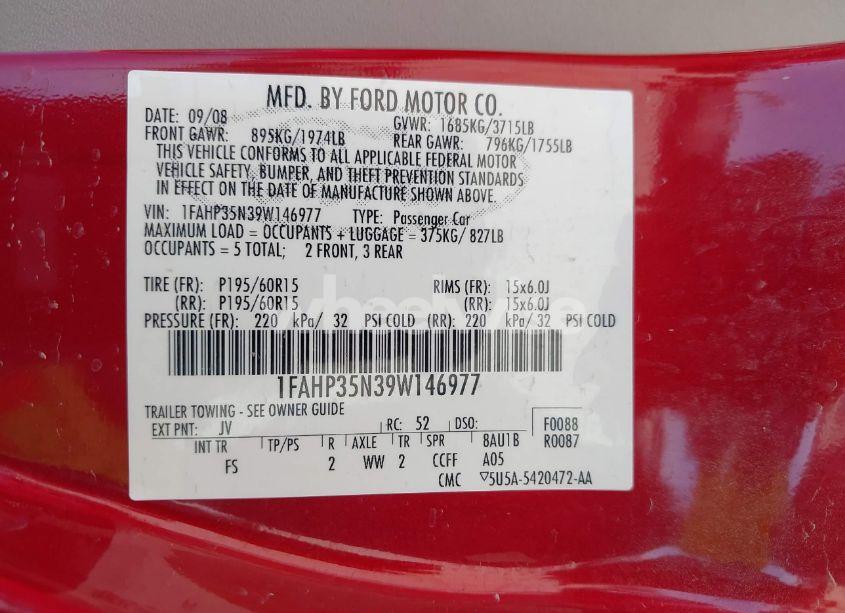 MFD. BY FORD MOTOR CO.
DATE: 09/08 GVWR: 1685KG/3715LB
FRONT GAWR: 895KG/1974LB REAR GAWR: 796KG/1755LB
THIS VEHICLE CONFORMS TO ALL APPLICABLE FEDERAL MOTOR
VEHICLE SAFETY, BUMPER, AND THEFT PREVENTION STANDARDS
IN EFFECT ON THE DATE OF MANUFACTURE SHOWN ABOVE.
VIN: 1FAHP35N39W146977 TYPE: Passenger Car
MAXIMUM LOAD = OCCUPANTS + LUGGAGE = 375KG/ 827LB
OCCUPANTS = 5 TOTAL; 2 FRONT, 3 REAR
TIRE (FR): P195/60R15 RIMS (FR): 15x6.0J
(RR): P195/60R15 (RR): 15x6.0J
PRESSURE (FR): 220 kPa/ 32 PSI COLD (RR): 220 kPa/ 32 PSI COLD
1FAHP35N39W146977
TRAILER TOWING - SEE OWNER GUIDE
EXT PNT: JV RC: 52 DSO: F0088
INT TR TP/PS R AXLE TR SPR 8AU1B R0087
FS 2 WW 2 CCFF A05
CMC ▽5U5A-5420472-AA